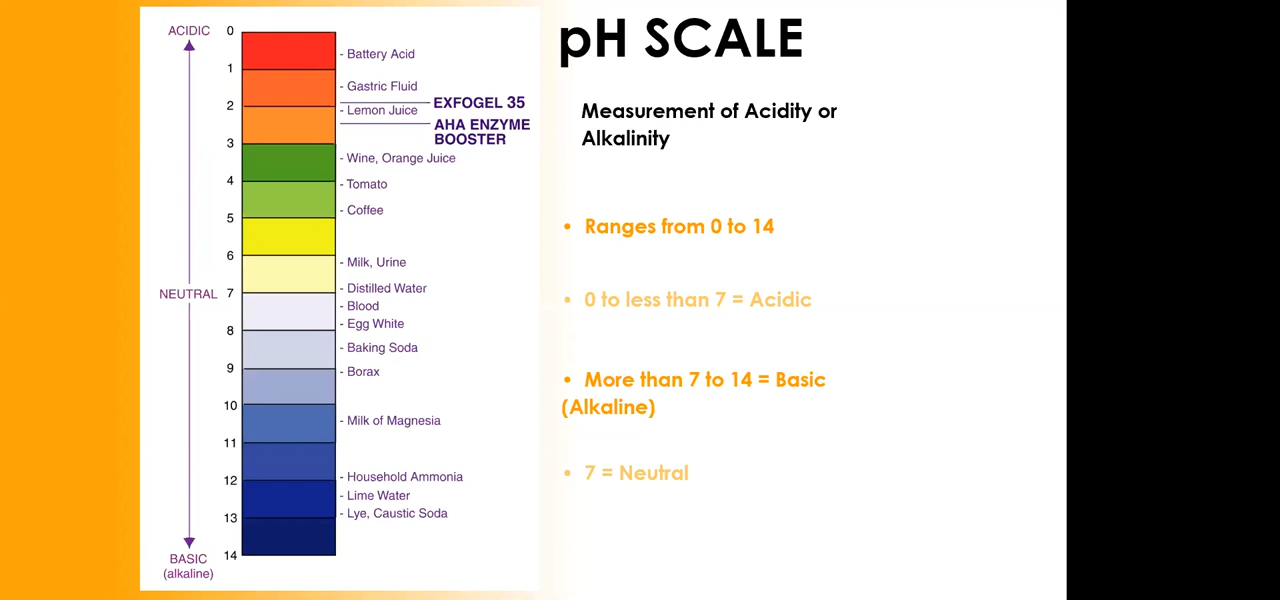 pH SCALE
Measurement of Acidity or
Alkalinity
• Ranges from 0 to 14
• 0 to less than 7 = Acidic
• More than 7 to 14 = Basic
(Alkaline)
• 7 = Neutral
ACIDIC
0
- Battery Acid
1
- Gastric Fluid
EXFOGEL 35
2
- Lemon Juice
AHA ENZYME
BOOSTER
3
- Wine, Orange Juice
4
- Tomato
- Coffee
5
6
- Milk, Urine
- Distilled Water
NEUTRAL 7
- Blood
- Egg White
8
- Baking Soda
9
- Borax
10
- Milk of Magnesia
11
- Household Ammonia
12
- Lime Water
- Lye, Caustic Soda
13
14
BASIC
(alkaline)